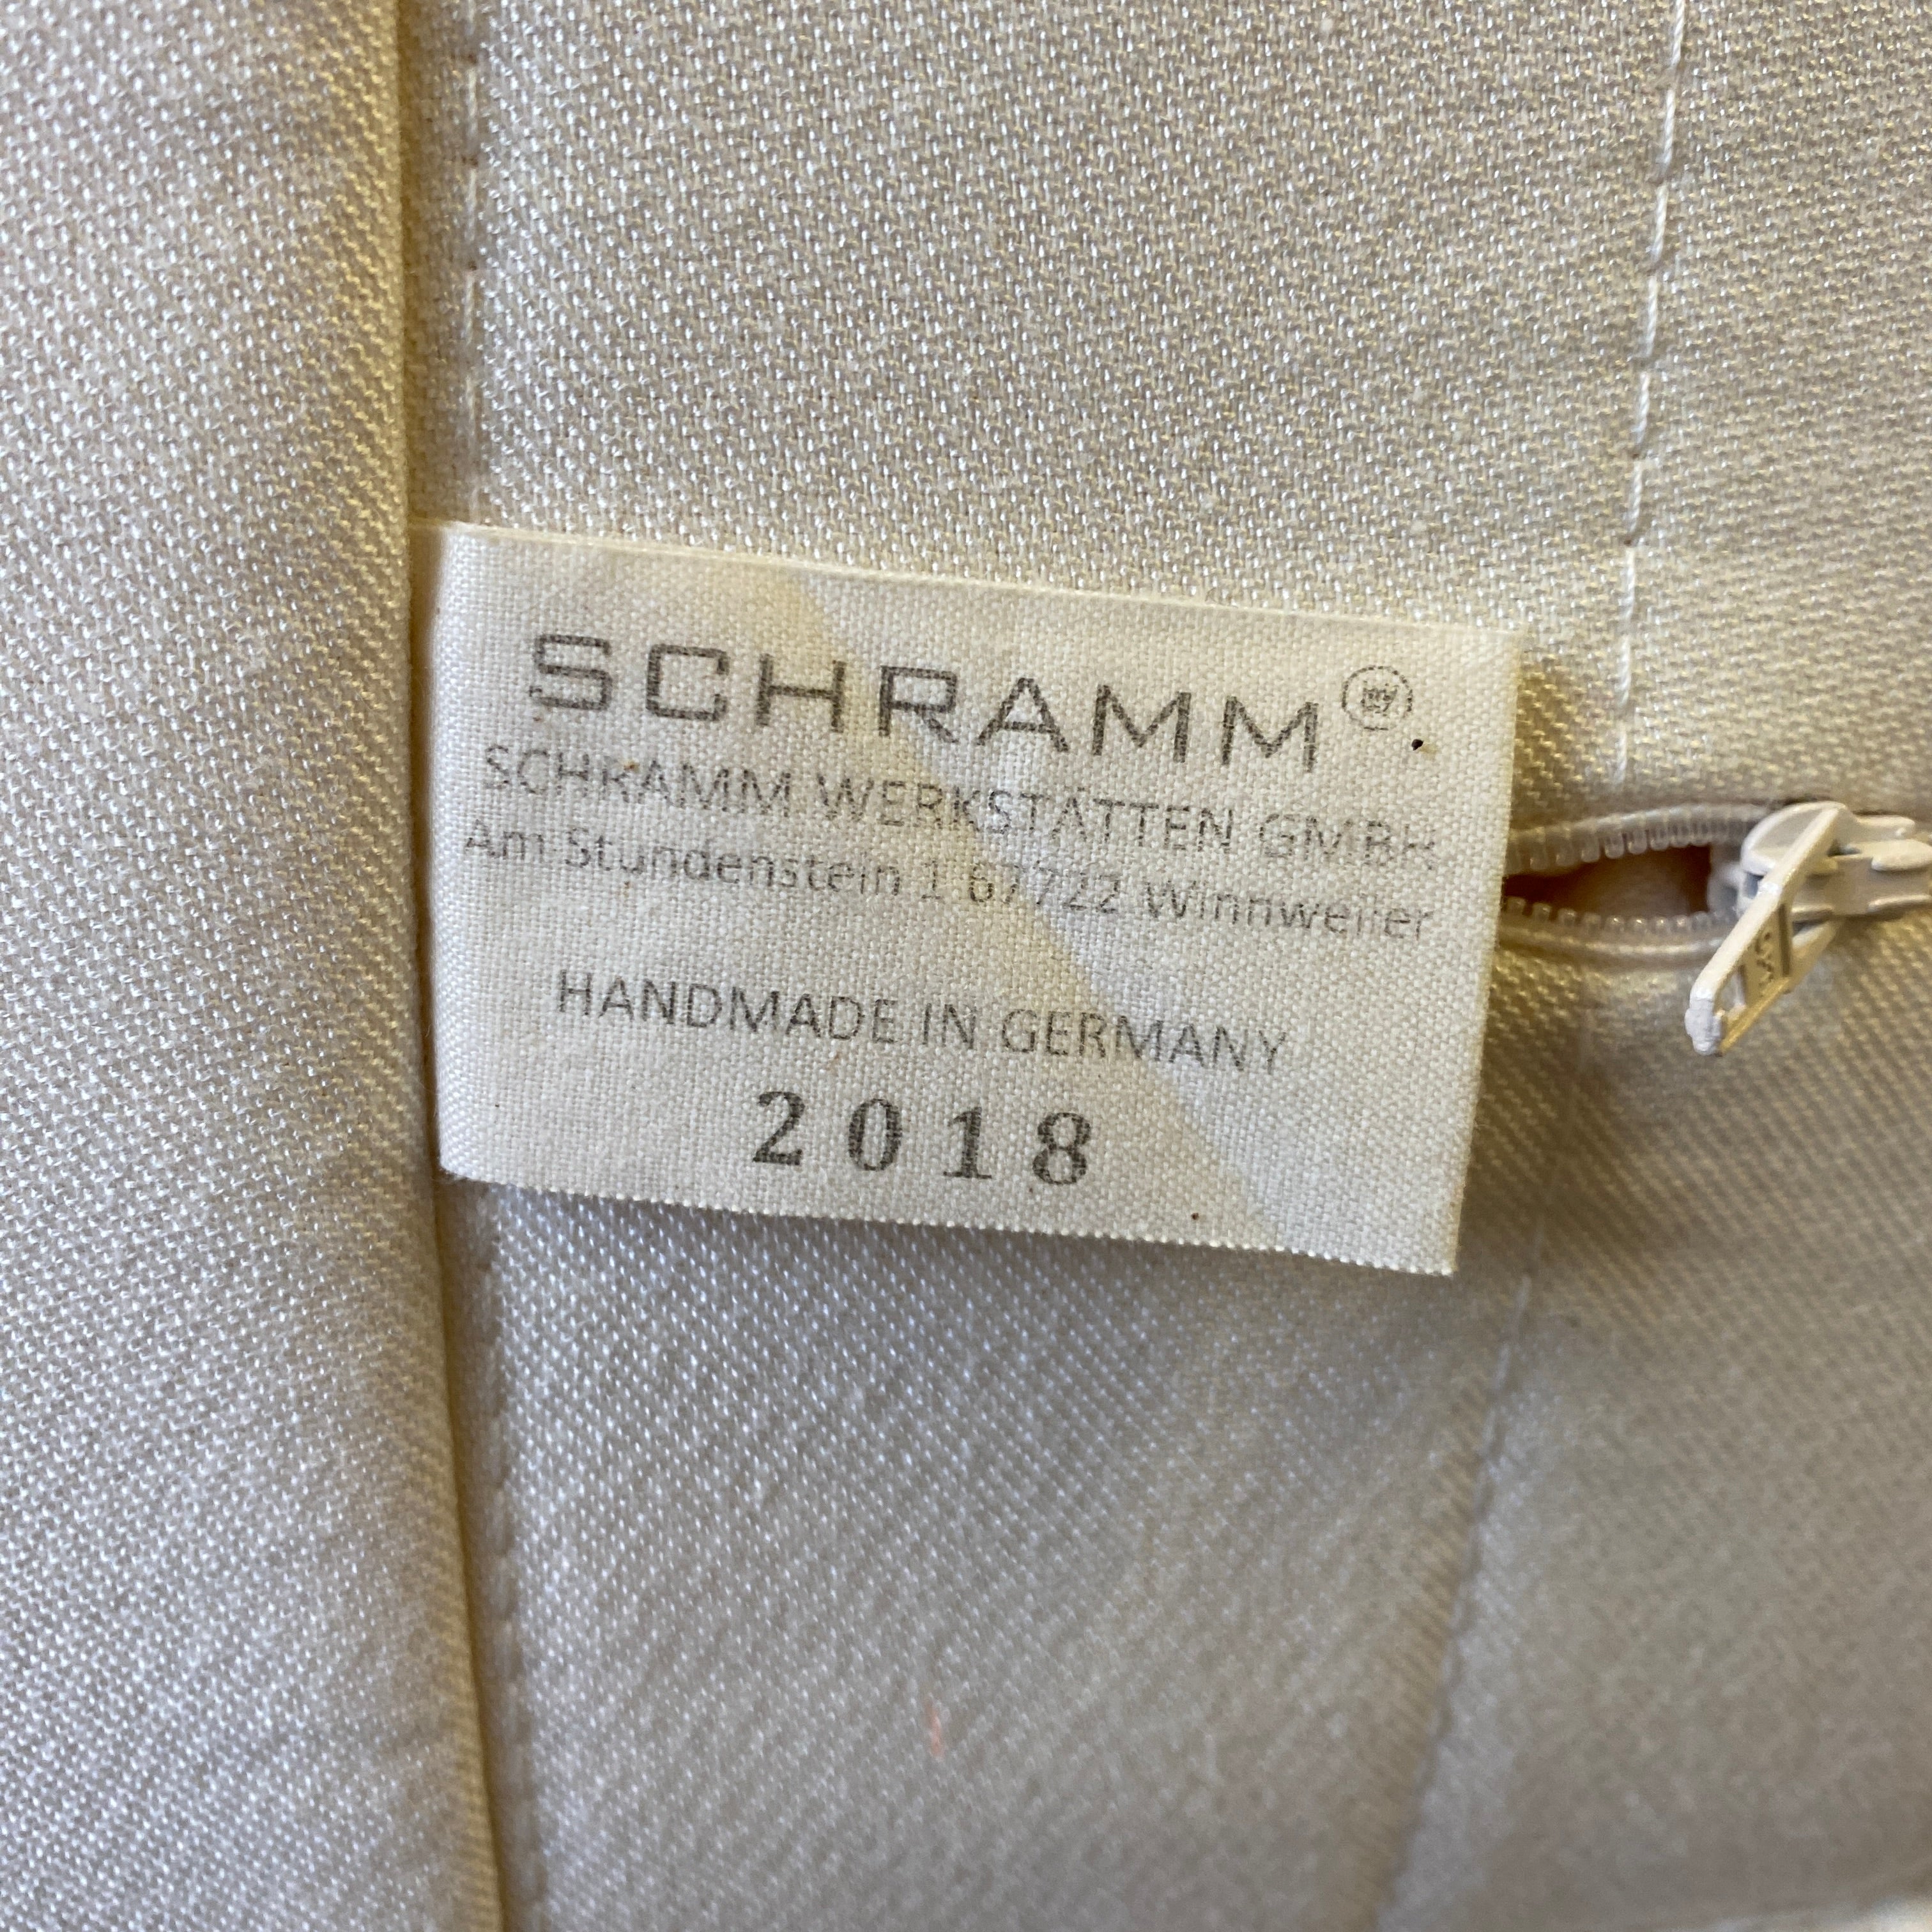 SCHRAMM
SCHRAMM WERKSTÄTTEN GMBH
Am Stundenstein 1 67722 Winnweiler
HANDMADE IN GERMANY
2018